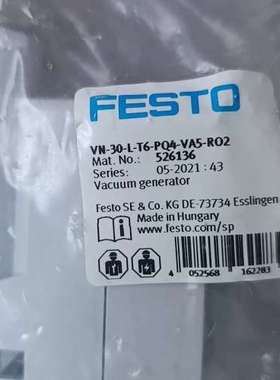 FESTO
VN-30-L-T6-PQ4-VA5-RO2
Mat. No.: 526136
Series: 05-2021 : 43
Vacuum generator
Festo SE & Co. KG DE-73734 Esslingen
Made in Hungary
www.festo.com/sp
4 052568 162283